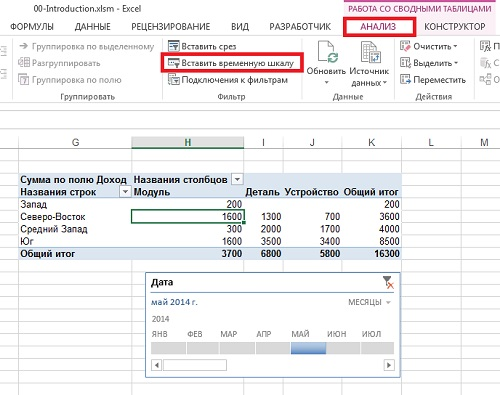 00-Introduction.xlsm - Excel
РАБОТА СО СВОДНЫМИ ТАБЛИЦАМИ
ФОРМУЛЫ ДАННЫЕ РЕЦЕНЗИРОВАНИЕ ВИД РАЗРАБОТЧИК АНАЛИЗ КОНСТРУКТОР
Группировка по выделенному
Разгруппировать
Группировка по полю
Группировать
Вставить срез
Вставить временную шкалу
Подключения к фильтрам
Фильтр
Обновить
Источник данных
Данные
Очистить
Выделить
Переместить
Действия
G H I J K L M
Сумма по полю Доход Названия столбцов
Названия строк Модуль Деталь Устройство Общий итог
Запад 200 200
Северо-Восток 1600 1300 700 3600
Средний Запад 300 2000 1700 4000
Юг 1600 3500 3400 8500
Общий итог 3700 6800 5800 16300
Дата
май 2014 г. МЕСЯЦЫ
2014
ЯНВ ФЕВ МАР АПР МАЙ ИЮН ИЮЛ